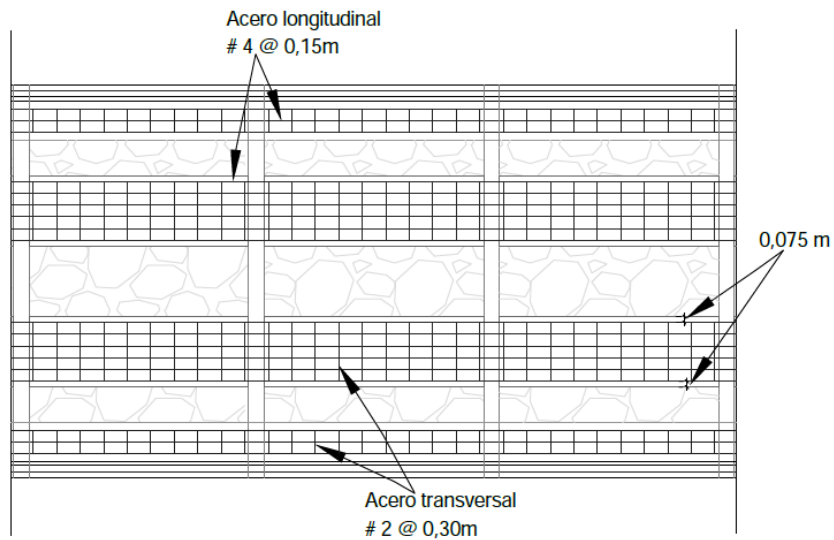 Acero longitudinal
# 4 @ 0,15m
0,075 m
Acero transversal
# 2 @ 0,30m